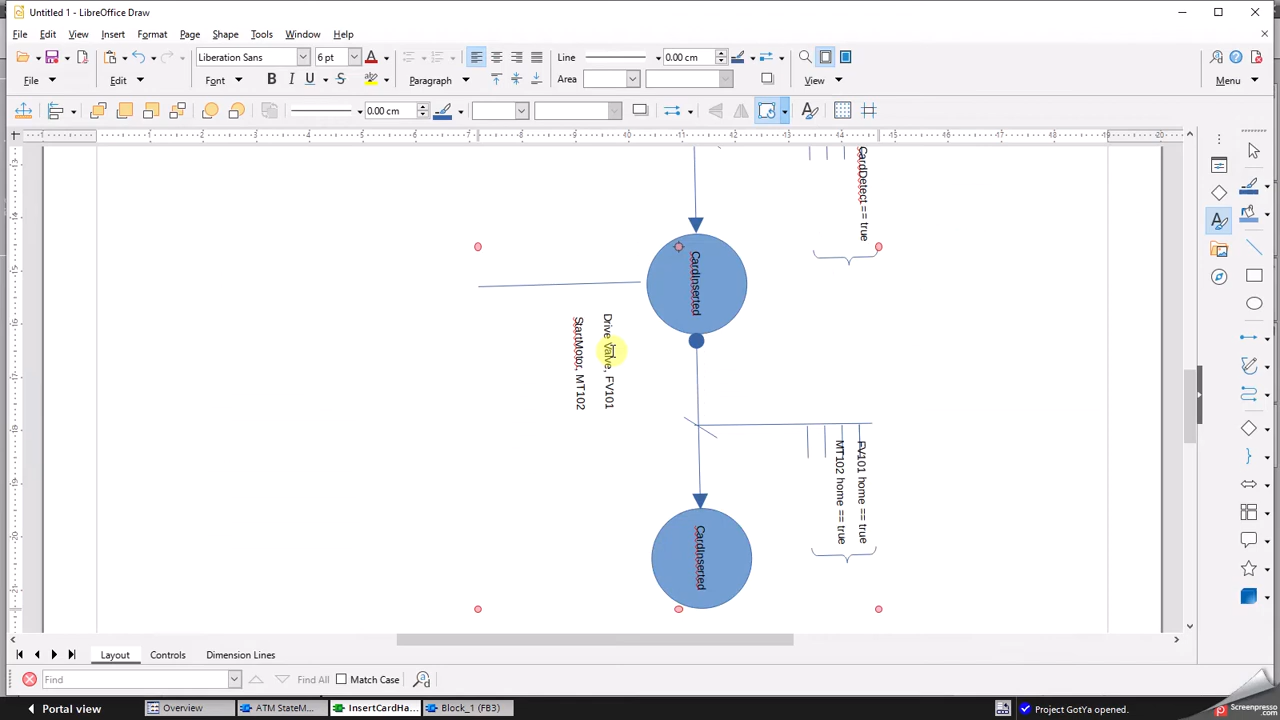 Untitled 1 - LibreOffice Draw
File Edit View Insert Format Page Shape Tools Window Help
Liberation Sans 6 pt Line 0.00 cm
File Edit Font Paragraph Area View Menu
0.00 cm
CardDetect == true
CardInserted
Drive Valve, FV101
StartMotor, MT102
FV101 home == true
MT102 home == true
CardInserted
Layout Controls Dimension Lines
Find Find All Match Case
Portal view Overview ATM StateM... InsertCardHa... Block_1 (FB3) Project GotYa opened.
Screenpresso